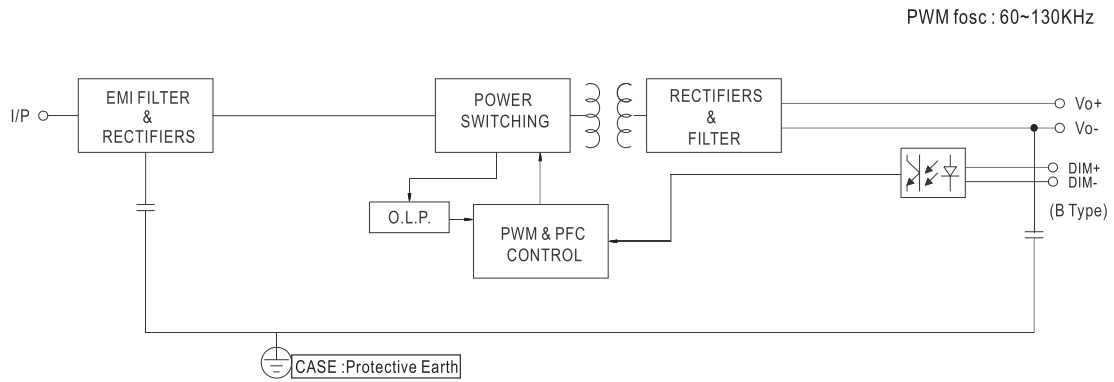 PWM fosc : 60~130KHz
I/P
EMI FILTER
&
RECTIFIERS
POWER
SWITCHING
RECTIFIERS
&
FILTER
Vo+
Vo-
DIM+
DIM-
(B Type)
O.L.P.
PWM & PFC
CONTROL
CASE :Protective Earth